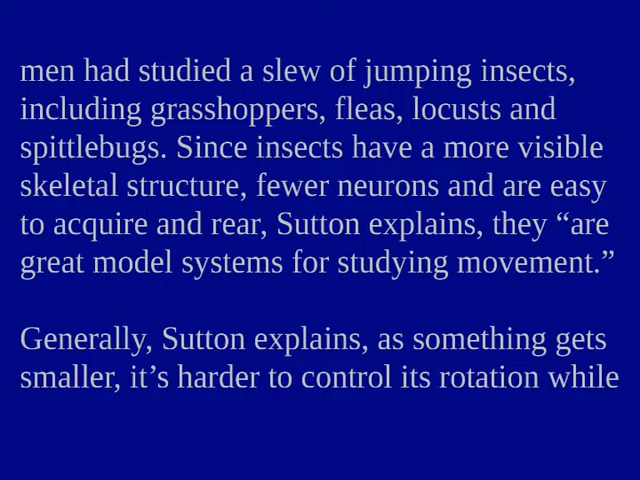 men had studied a slew of jumping insects,
including grasshoppers, fleas, locusts and
spittlebugs. Since insects have a more visible
skeletal structure, fewer neurons and are easy
to acquire and rear, Sutton explains, they “are
great model systems for studying movement.”
Generally, Sutton explains, as something gets
smaller, it’s harder to control its rotation while